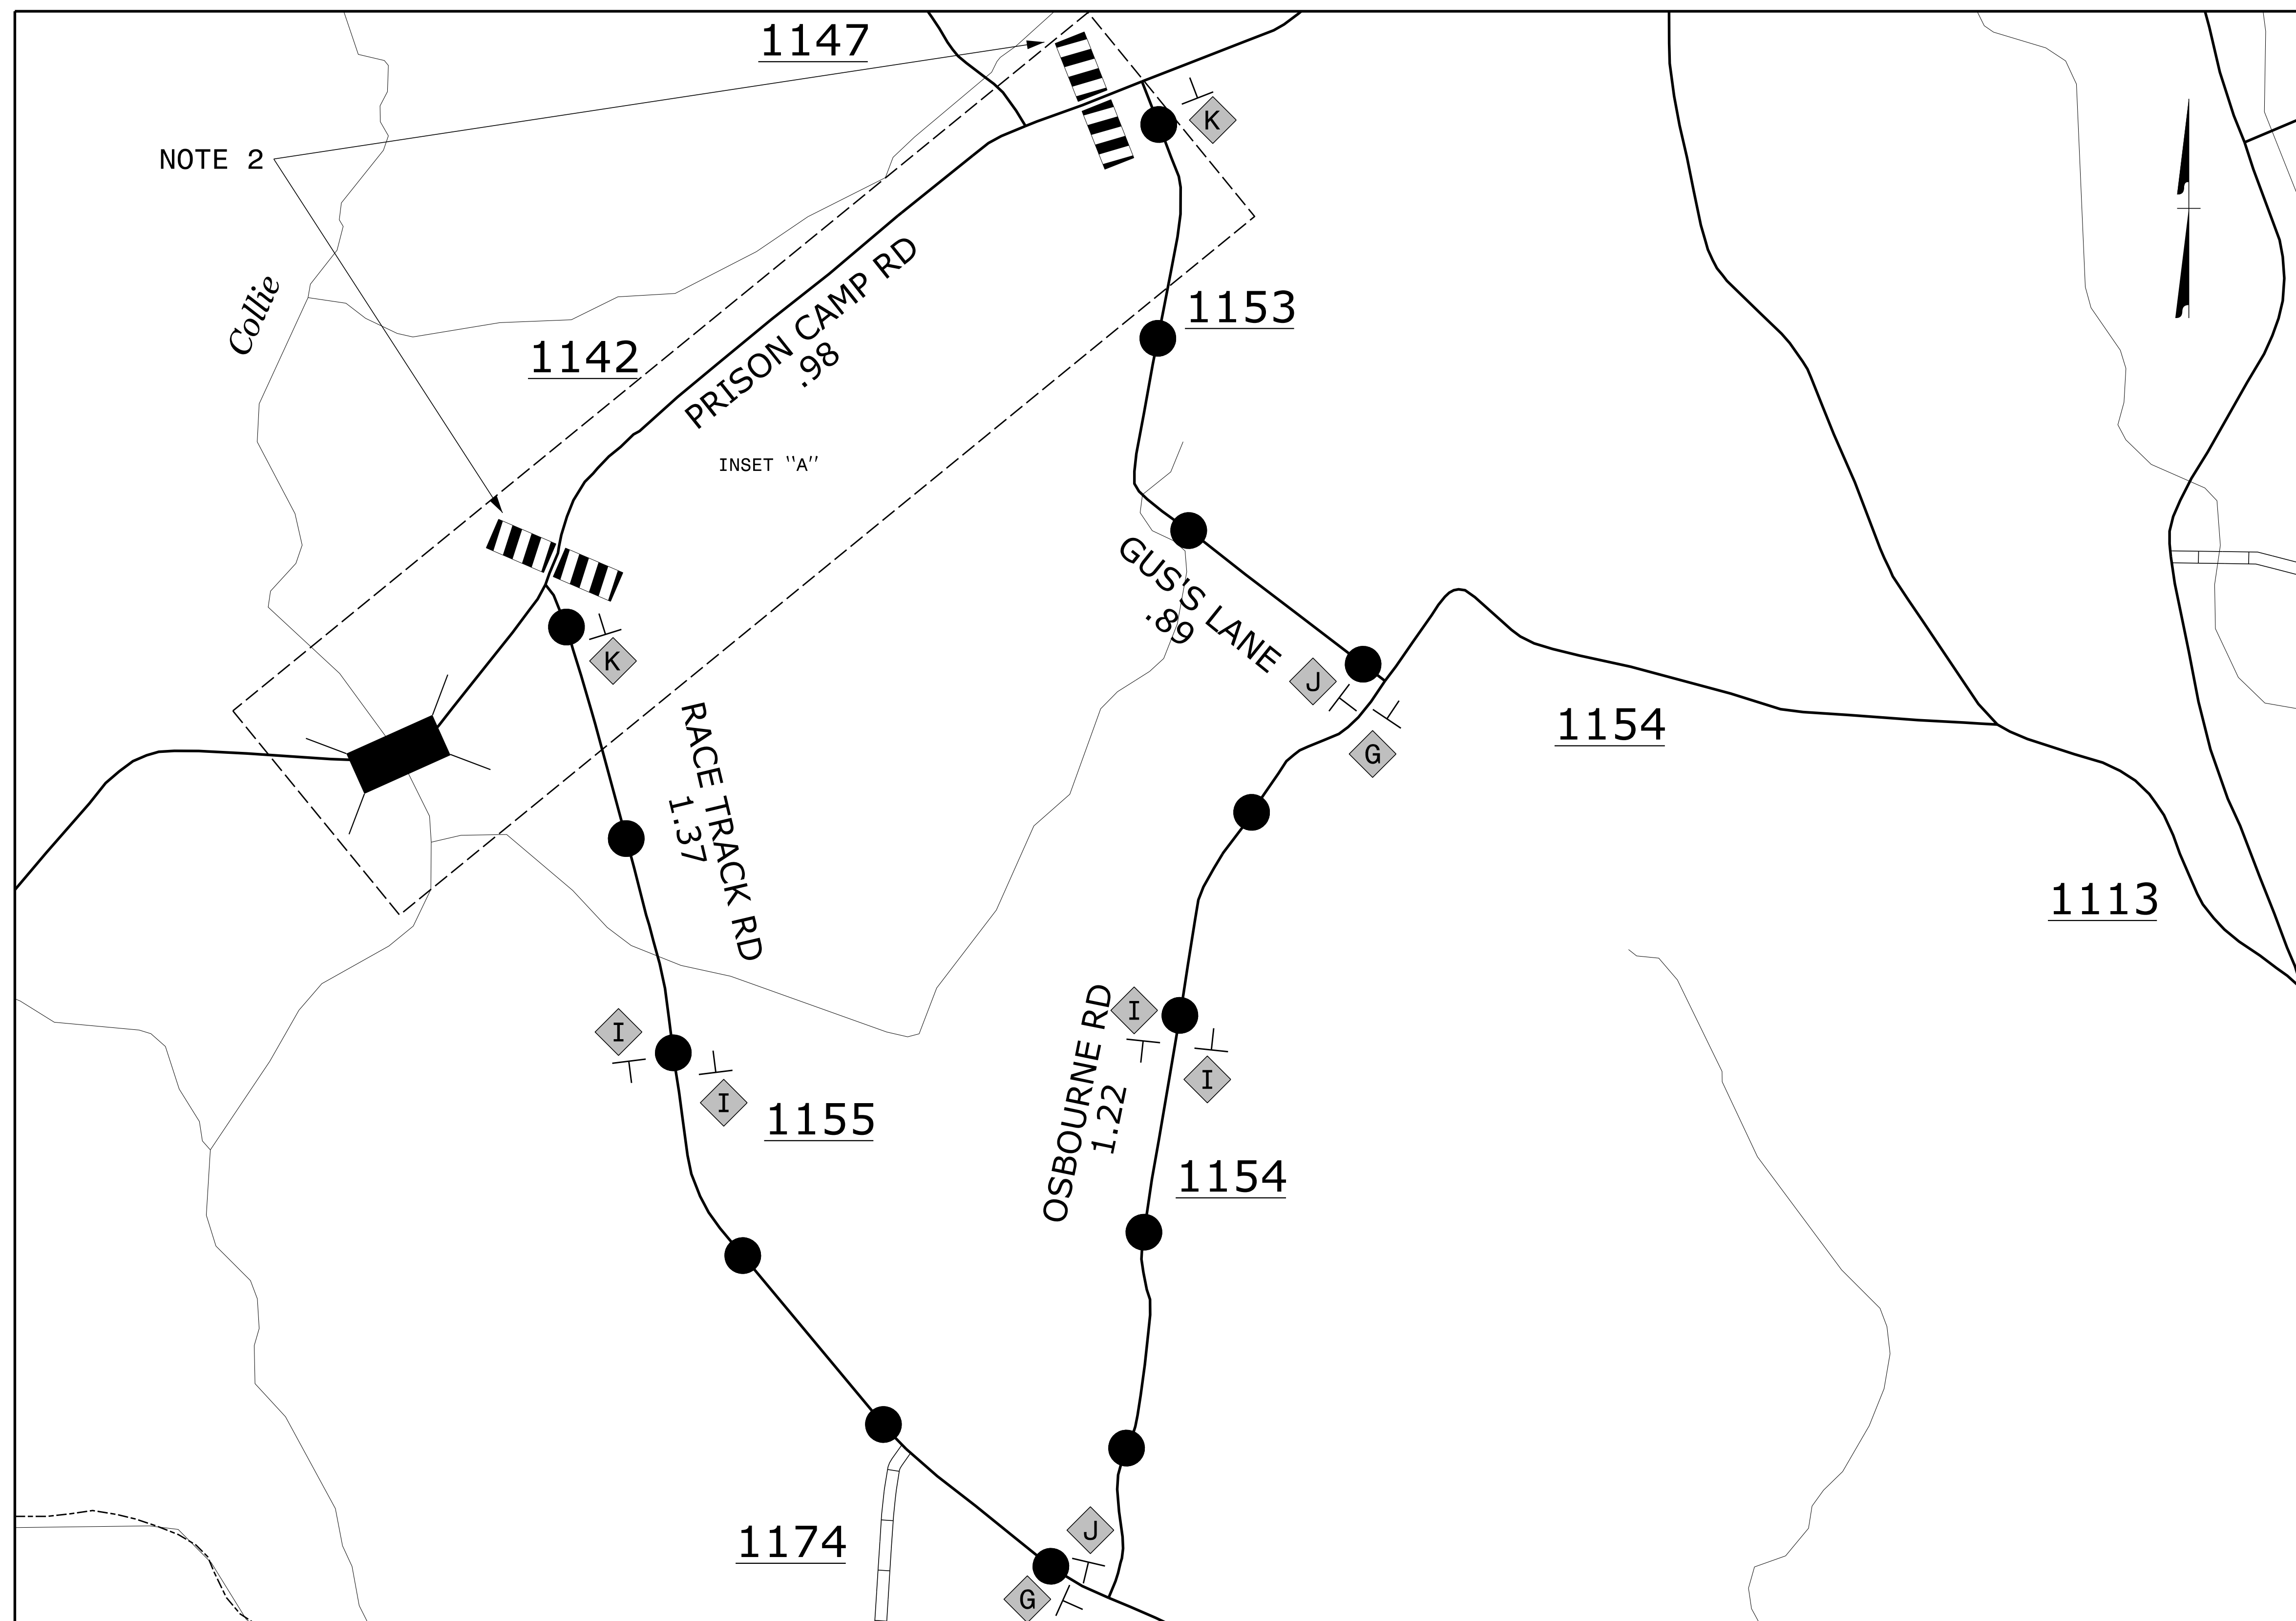 1147
K
NOTE 2
Collie
1153
1142
PRISON CAMP RD
.98
INSET "A"
GUS'S LANE
.89
K
J
G
1154
RACE TRACK RD
1.37
1113
I
I
I
I
OSBOURNE RD
1.22
1155
1154
J
1174
G